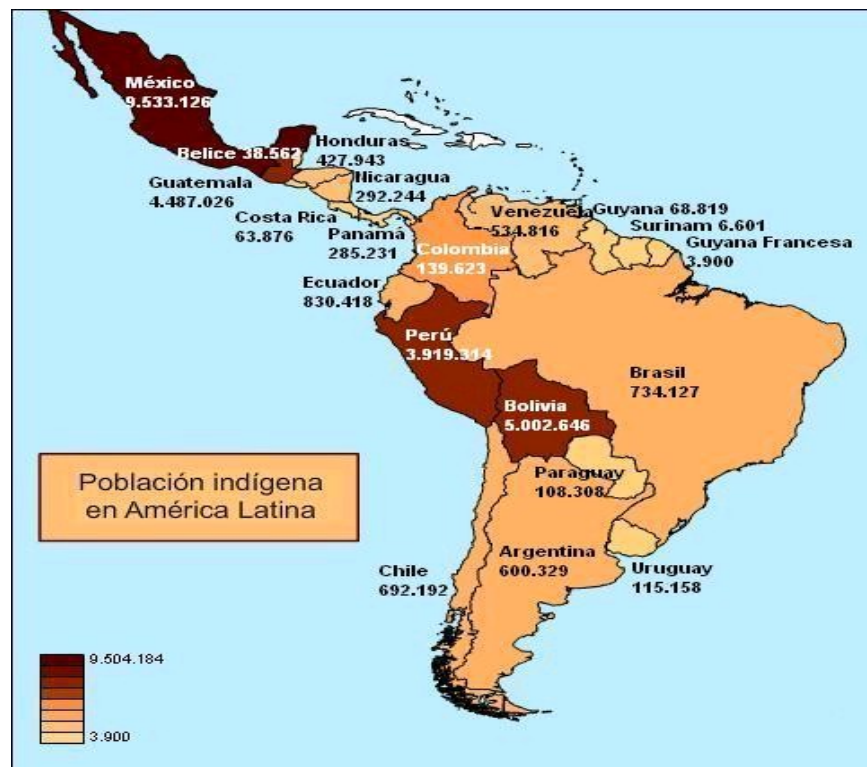 México
9.533.126
Belice 38.562
Honduras
427.943
Guatemala
4.487.026
Nicaragua
292.244
Costa Rica
63.876
Panamá
285.231
Venezuela
534.816
Guyana 68.819
Surinam 6.601
Guyana Francesa
3.900
Colombia
139.623
Ecuador
830.418
Perú
3.919.314
Brasil
734.127
Bolivia
5.002.646
Población indígena
en América Latina
Paraguay
108.308
Argentina
600.329
Chile
692.192
Uruguay
115.158
9.504.184
3.900